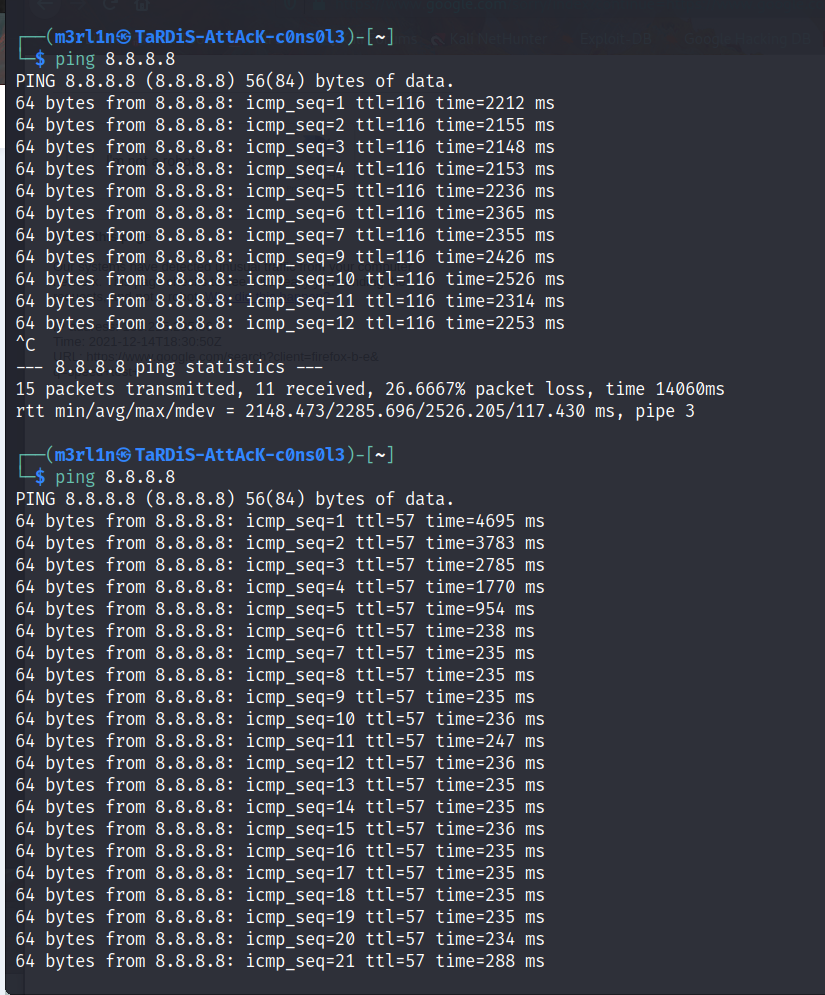 ┌──(m3rl1n㉿TaRDiS-AttAcK-c0ns0l3)-[~]
└─$ ping 8.8.8.8
PING 8.8.8.8 (8.8.8.8) 56(84) bytes of data.
64 bytes from 8.8.8.8: icmp_seq=1 ttl=116 time=2212 ms
64 bytes from 8.8.8.8: icmp_seq=2 ttl=116 time=2155 ms
64 bytes from 8.8.8.8: icmp_seq=3 ttl=116 time=2148 ms
64 bytes from 8.8.8.8: icmp_seq=4 ttl=116 time=2153 ms
64 bytes from 8.8.8.8: icmp_seq=5 ttl=116 time=2236 ms
64 bytes from 8.8.8.8: icmp_seq=6 ttl=116 time=2365 ms
64 bytes from 8.8.8.8: icmp_seq=7 ttl=116 time=2355 ms
64 bytes from 8.8.8.8: icmp_seq=9 ttl=116 time=2426 ms
64 bytes from 8.8.8.8: icmp_seq=10 ttl=116 time=2526 ms
64 bytes from 8.8.8.8: icmp_seq=11 ttl=116 time=2314 ms
64 bytes from 8.8.8.8: icmp_seq=12 ttl=116 time=2253 ms
^C
--- 8.8.8.8 ping statistics ---
15 packets transmitted, 11 received, 26.6667% packet loss, time 14060ms
rtt min/avg/max/mdev = 2148.473/2285.696/2526.205/117.430 ms, pipe 3
┌──(m3rl1n㉿TaRDiS-AttAcK-c0ns0l3)-[~]
└─$ ping 8.8.8.8
PING 8.8.8.8 (8.8.8.8) 56(84) bytes of data.
64 bytes from 8.8.8.8: icmp_seq=1 ttl=57 time=4695 ms
64 bytes from 8.8.8.8: icmp_seq=2 ttl=57 time=3783 ms
64 bytes from 8.8.8.8: icmp_seq=3 ttl=57 time=2785 ms
64 bytes from 8.8.8.8: icmp_seq=4 ttl=57 time=1770 ms
64 bytes from 8.8.8.8: icmp_seq=5 ttl=57 time=954 ms
64 bytes from 8.8.8.8: icmp_seq=6 ttl=57 time=238 ms
64 bytes from 8.8.8.8: icmp_seq=7 ttl=57 time=235 ms
64 bytes from 8.8.8.8: icmp_seq=8 ttl=57 time=235 ms
64 bytes from 8.8.8.8: icmp_seq=9 ttl=57 time=235 ms
64 bytes from 8.8.8.8: icmp_seq=10 ttl=57 time=236 ms
64 bytes from 8.8.8.8: icmp_seq=11 ttl=57 time=247 ms
64 bytes from 8.8.8.8: icmp_seq=12 ttl=57 time=236 ms
64 bytes from 8.8.8.8: icmp_seq=13 ttl=57 time=235 ms
64 bytes from 8.8.8.8: icmp_seq=14 ttl=57 time=235 ms
64 bytes from 8.8.8.8: icmp_seq=15 ttl=57 time=236 ms
64 bytes from 8.8.8.8: icmp_seq=16 ttl=57 time=235 ms
64 bytes from 8.8.8.8: icmp_seq=17 ttl=57 time=235 ms
64 bytes from 8.8.8.8: icmp_seq=18 ttl=57 time=235 ms
64 bytes from 8.8.8.8: icmp_seq=19 ttl=57 time=235 ms
64 bytes from 8.8.8.8: icmp_seq=20 ttl=57 time=234 ms
64 bytes from 8.8.8.8: icmp_seq=21 ttl=57 time=288 ms